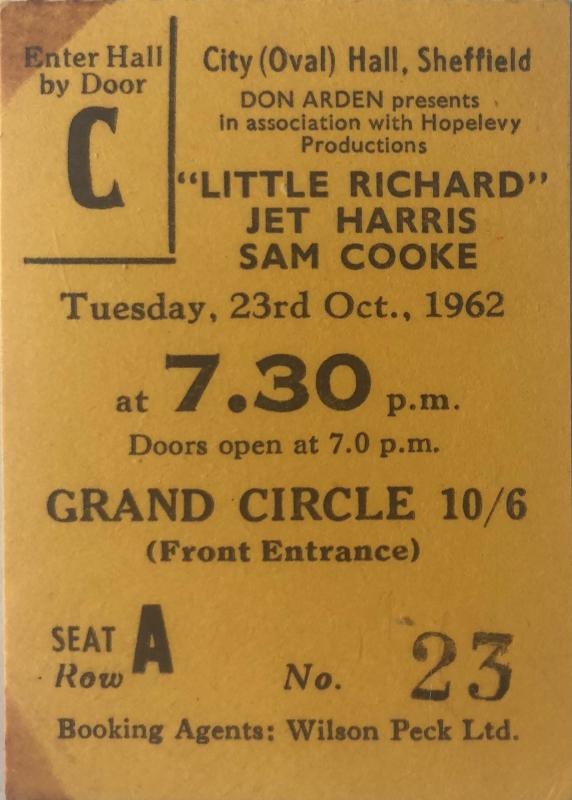 Enter Hall
by Door
C
City (Oval) Hall, Sheffield
DON ARDEN presents
in association with Hopelevy
Productions
"LITTLE RICHARD"
JET HARRIS
SAM COOKE
Tuesday, 23rd Oct., 1962
at 7.30 p.m.
Doors open at 7.0 p.m.
GRAND CIRCLE 10/6
(Front Entrance)
SEAT A
Row No. 23
Booking Agents: Wilson Peck Ltd.